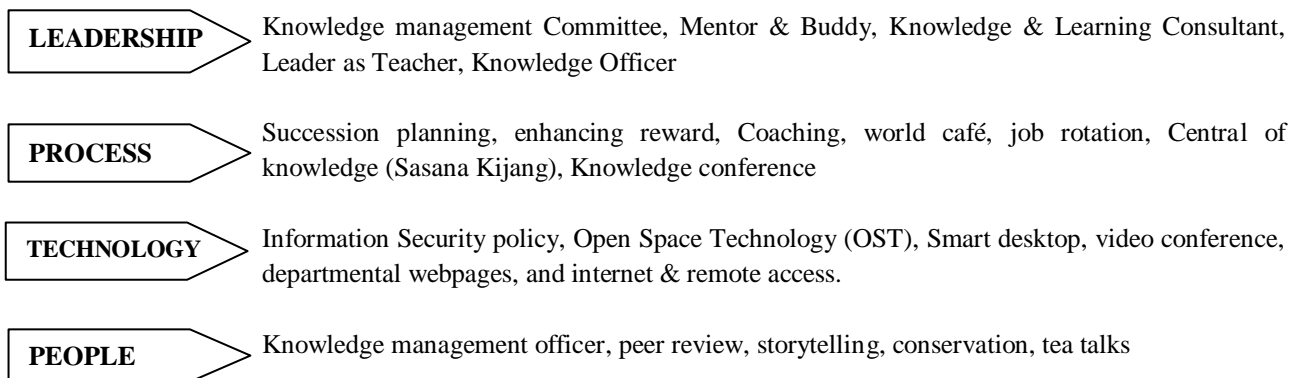 LEADERSHIP
Knowledge management Committee, Mentor & Buddy, Knowledge & Learning Consultant,
Leader as Teacher, Knowledge Officer
PROCESS
Succession planning, enhancing reward, Coaching, world café, job rotation, Central of
knowledge (Sasana Kijang), Knowledge conference
TECHNOLOGY
Information Security policy, Open Space Technology (OST), Smart desktop, video conference,
departmental webpages, and internet & remote access.
PEOPLE
Knowledge management officer, peer review, storytelling, conservation, tea talks